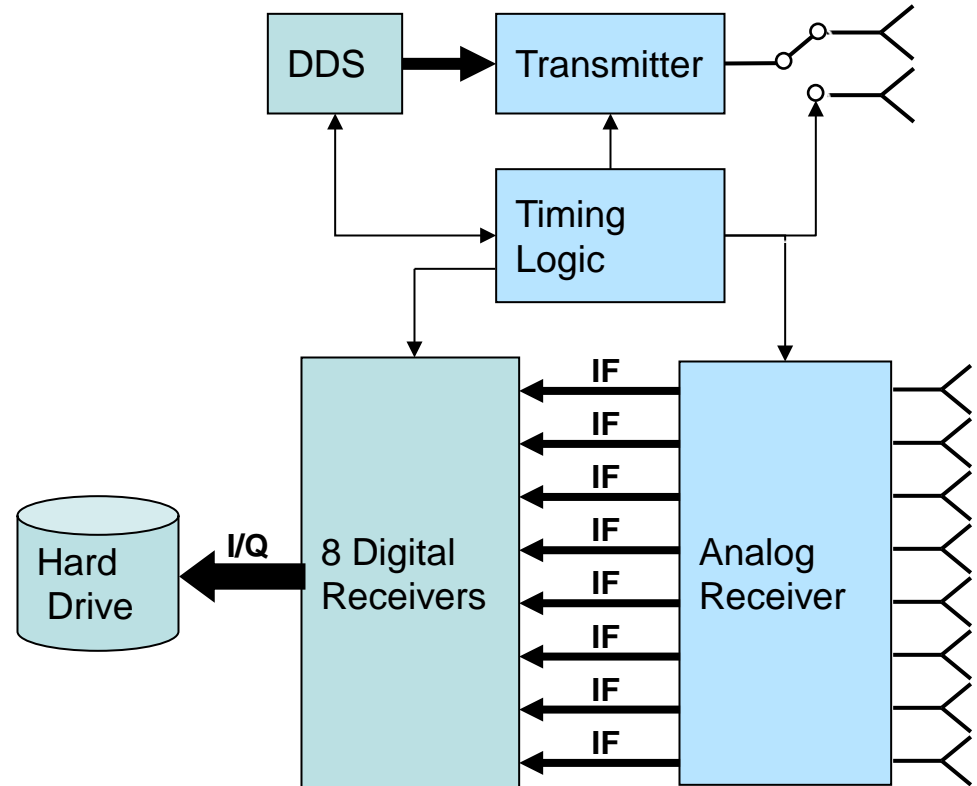 DDS
Transmitter
Timing
Logic
IF
IF
IF
IF
IF
IF
IF
IF
I/Q
Hard
Drive
8 Digital
Receivers
Analog
Receiver